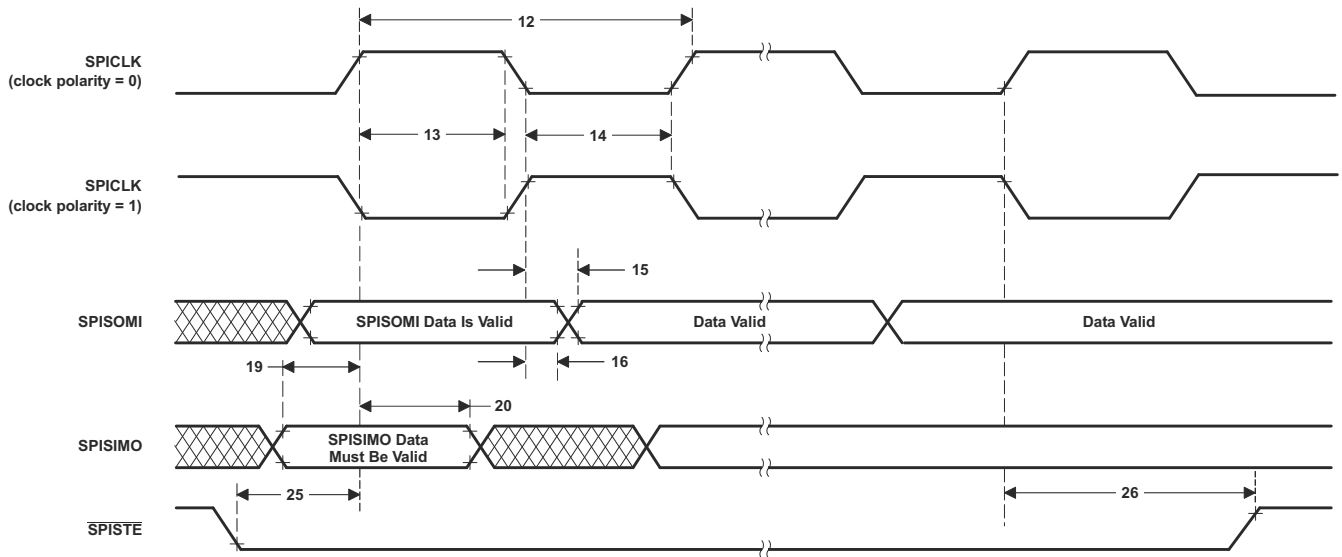 12
SPICLK
(clock polarity = 0)
13
14
SPICLK
(clock polarity = 1)
15
SPISOMI
SPISOMI Data Is Valid
Data Valid
Data Valid
19
16
20
SPISIMO
SPISIMO Data
Must Be Valid
25
26
SPISTE